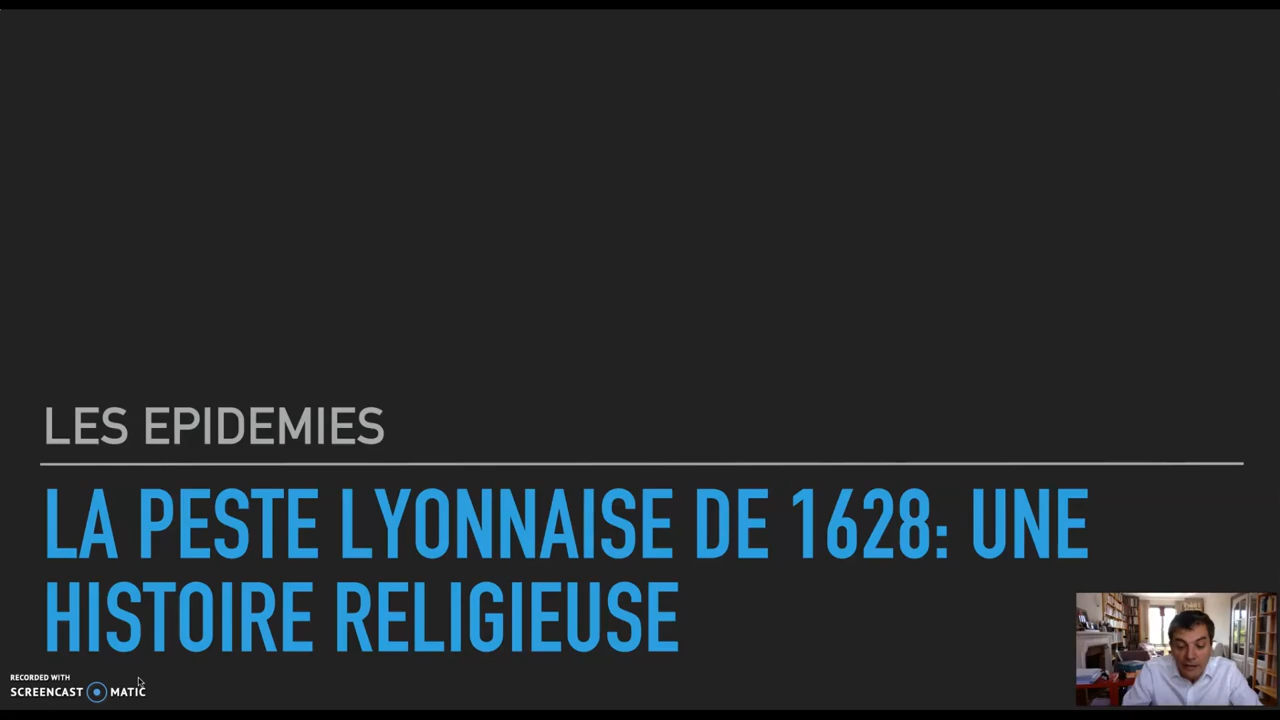 LES EPIDEMIES
LA PESTE LYONNAISE DE 1628: UNE
HISTOIRE RELIGIEUSE
RECORDED WITH
SCREENCAST MATIC